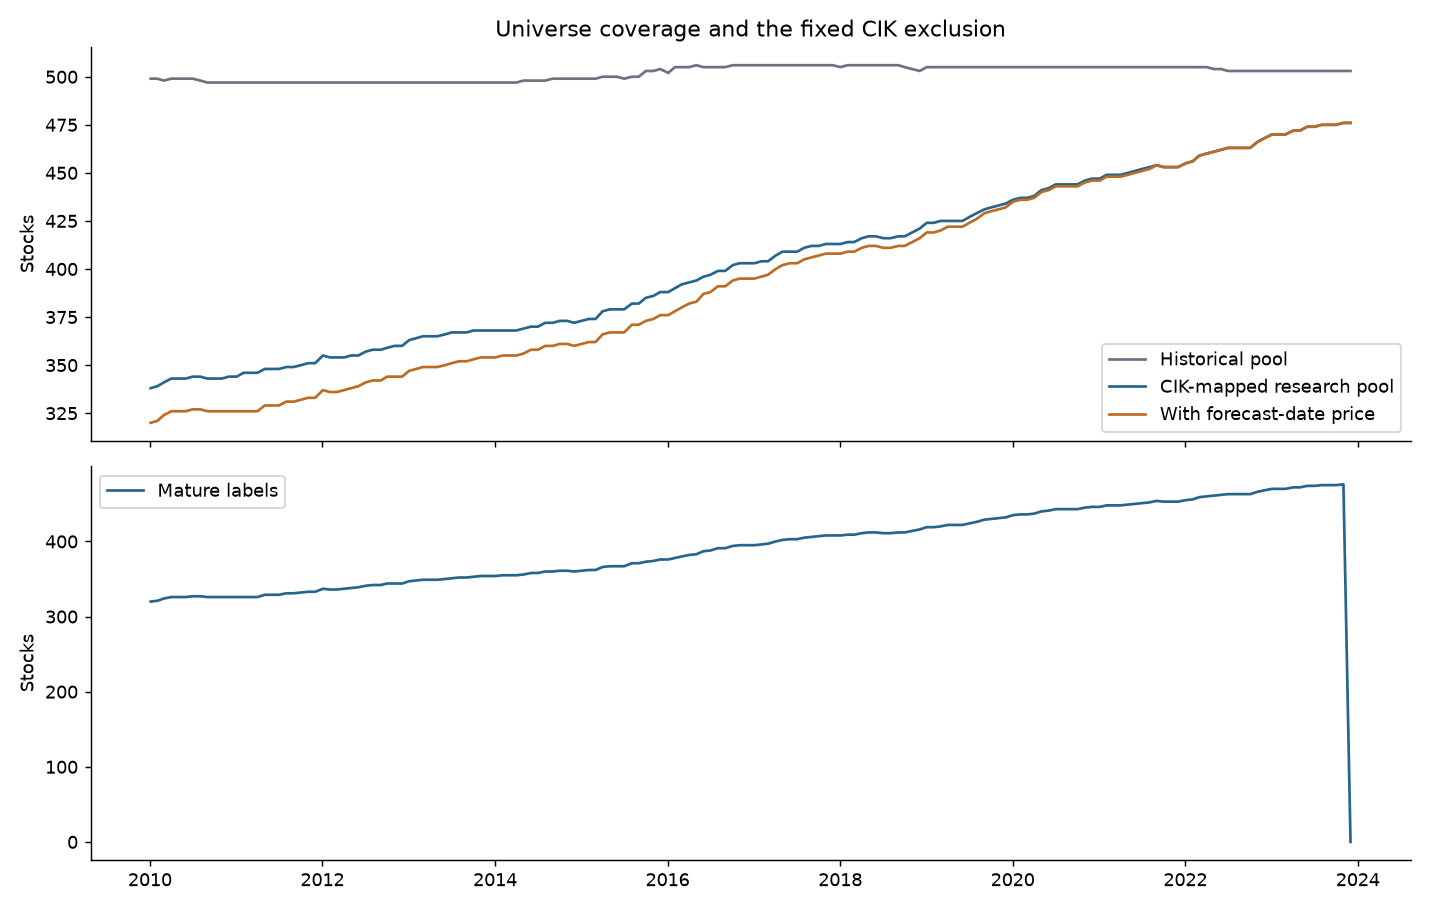 Universe coverage and the fixed CIK exclusion
500
475
450
425
400
375
350
325
Stocks
Historical pool
CIK-mapped research pool
With forecast-date price
Mature labels
400
300
200
100
0
Stocks
2010 2012 2014 2016 2018 2020 2022 2024